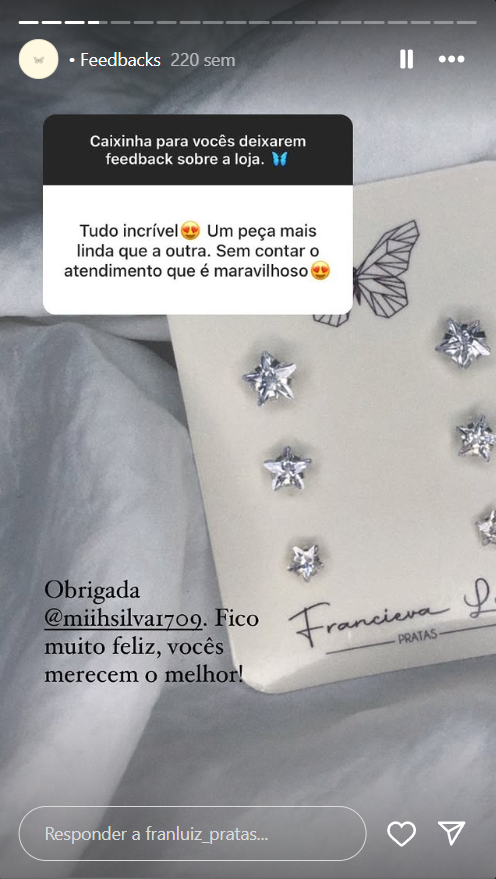 • Feedbacks 220 sem
Caixinha para vocês deixarem
feedback sobre a loja. 🦋
Tudo incrível😍 Um peça mais
linda que a outra. Sem contar o
atendimento que é maravilhoso😍
Francieva
PRATAS
Obrigada
@miihsilva1709. Fico
muito feliz, vocês
merecem o melhor!
Responder a franluiz_pratas...